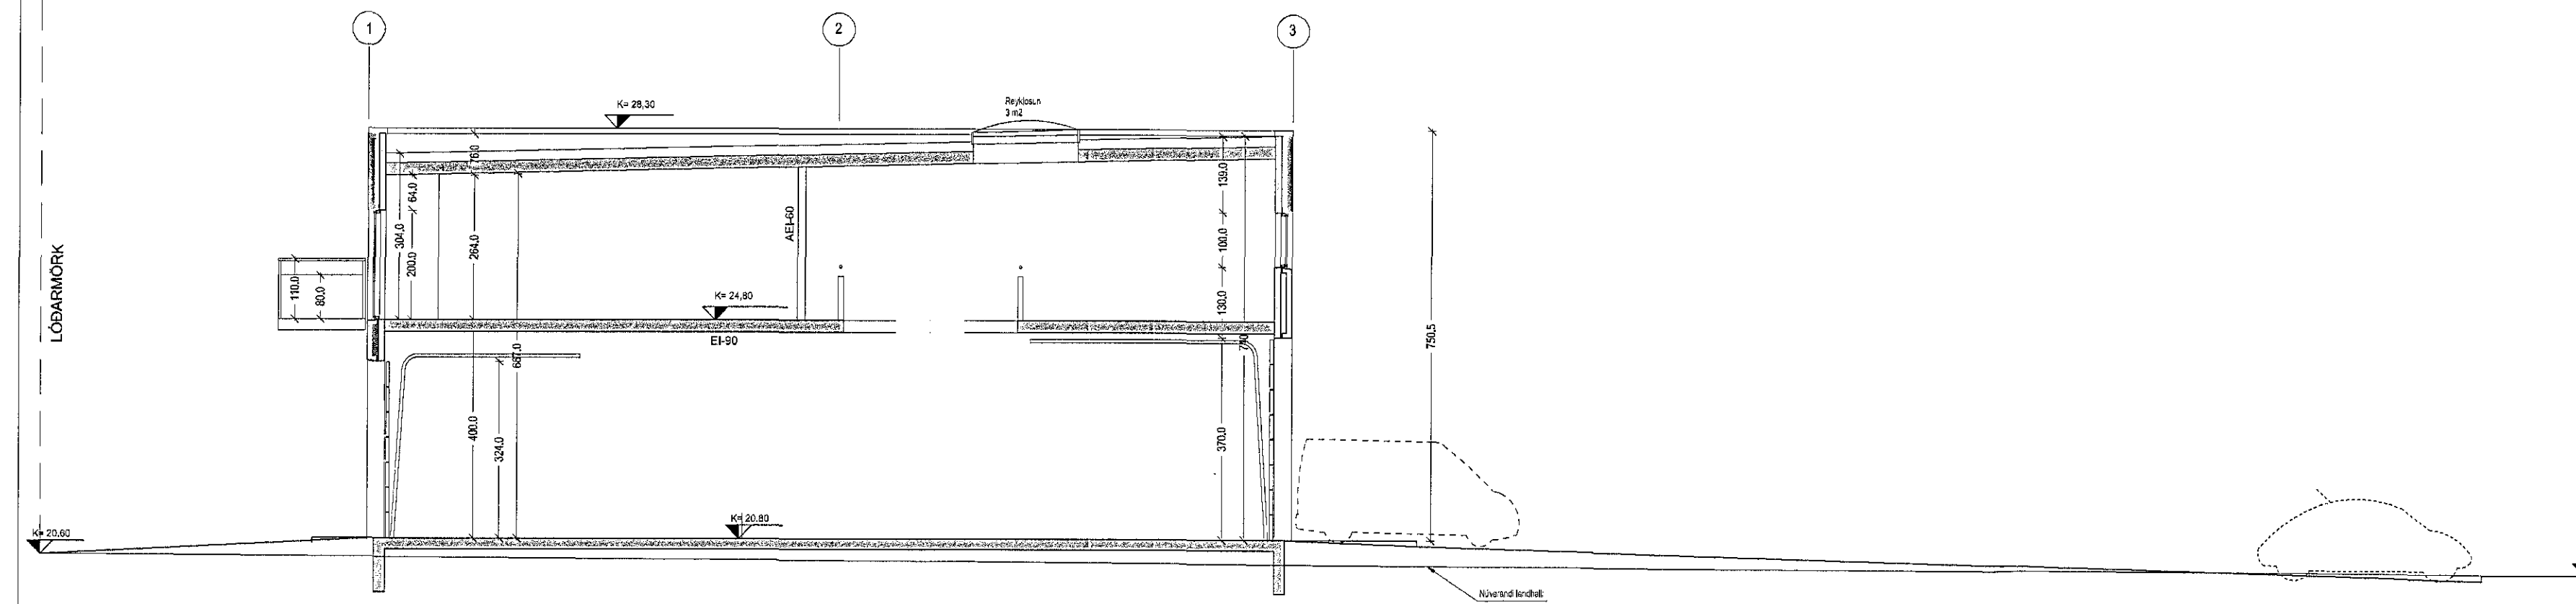 1
2
3
K= 28,30
Reyklosun
3 m2
76.0
64.0
139.0
304.0
200.0
264.0
AEI-60
100.0
LÓÐARMÖRK
110.0
80.0
K= 24,80
130.0
EI-90
687.0
750.5
400.0
324.0
370.0
K= 20.80
K= 20,60
Núverandi landhalli